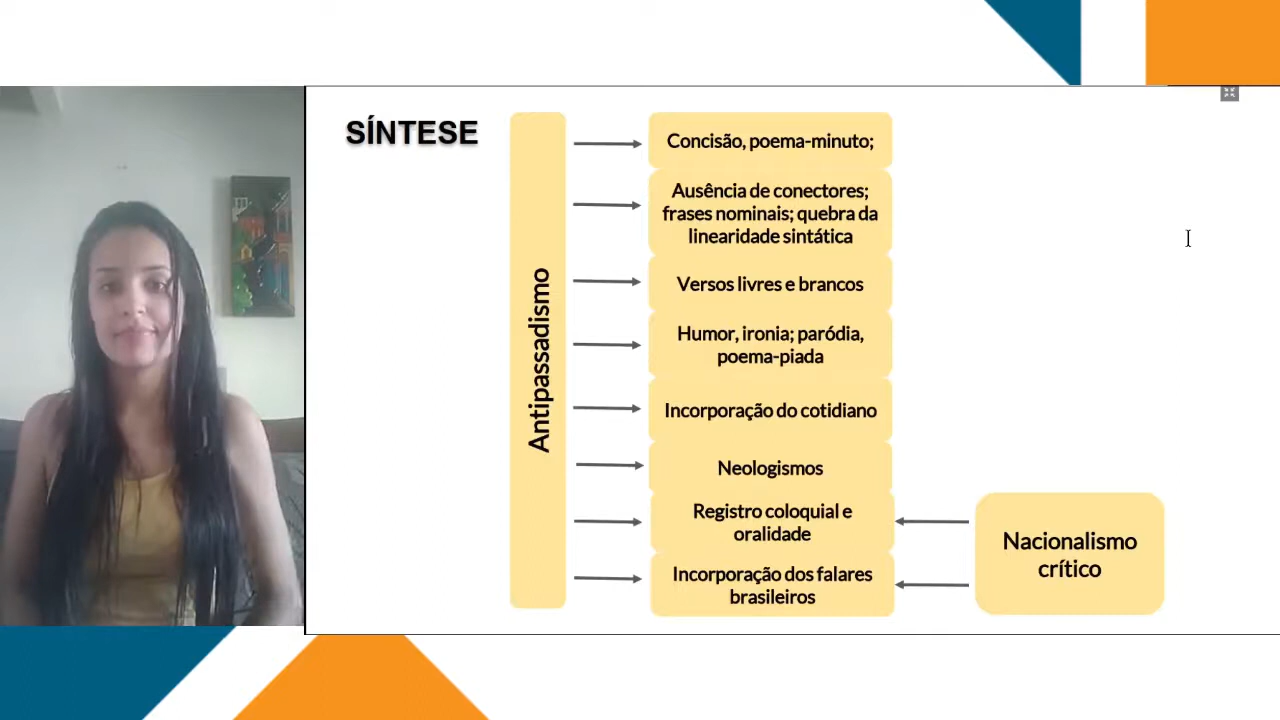 SÍNTESE
Antipassadismo
Concisão, poema-minuto;
Ausência de conectores;
frases nominais; quebra da
linearidade sintática
Versos livres e brancos
Humor, ironia; paródia,
poema-piada
Incorporação do cotidiano
Neologismos
Registro coloquial e
oralidade
Incorporação dos falares
brasileiros
Nacionalismo
crítico